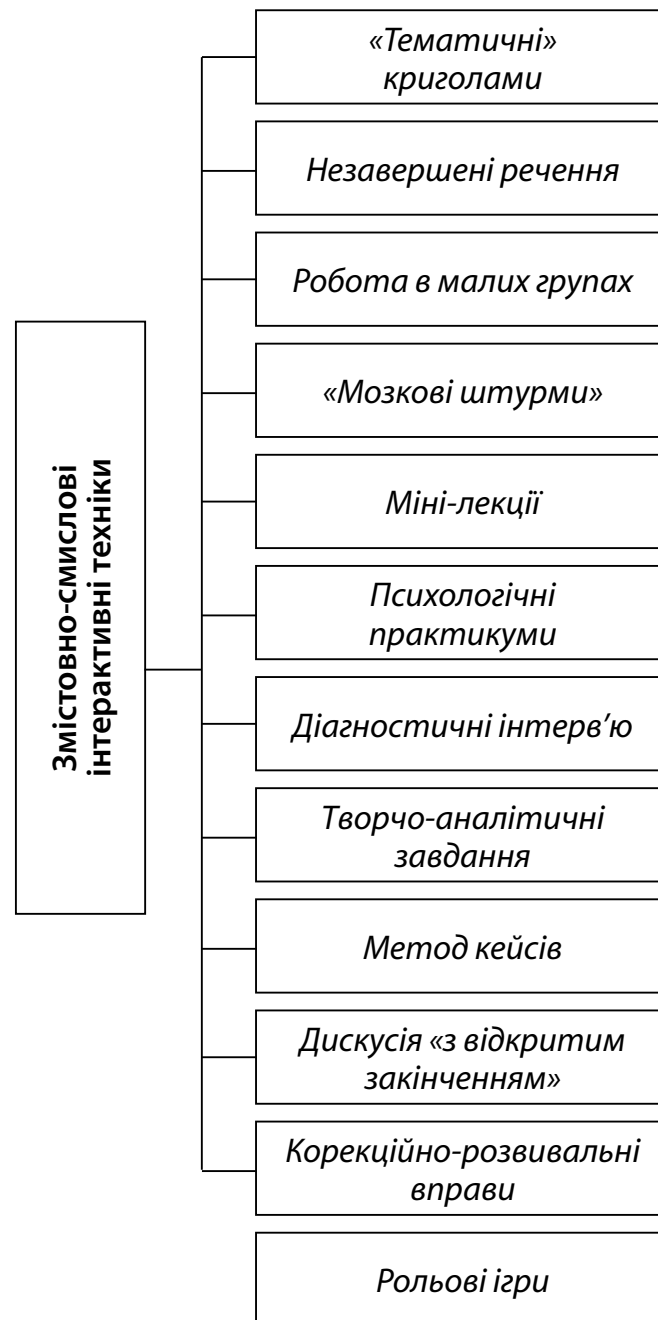 «Тематичні»
криголами
Незавершені речення
Робота в малих групах
«Мозкові штурми»
Змістовно-смислові
інтерактивні техніки
Міні-лекції
Психологічні
практикуми
Діагностичні інтерв’ю
Творчо-аналітичні
завдання
Метод кейсів
Дискусія «з відкритим
закінченням»
Корекційно-розвивальні
вправи
Рольові ігри